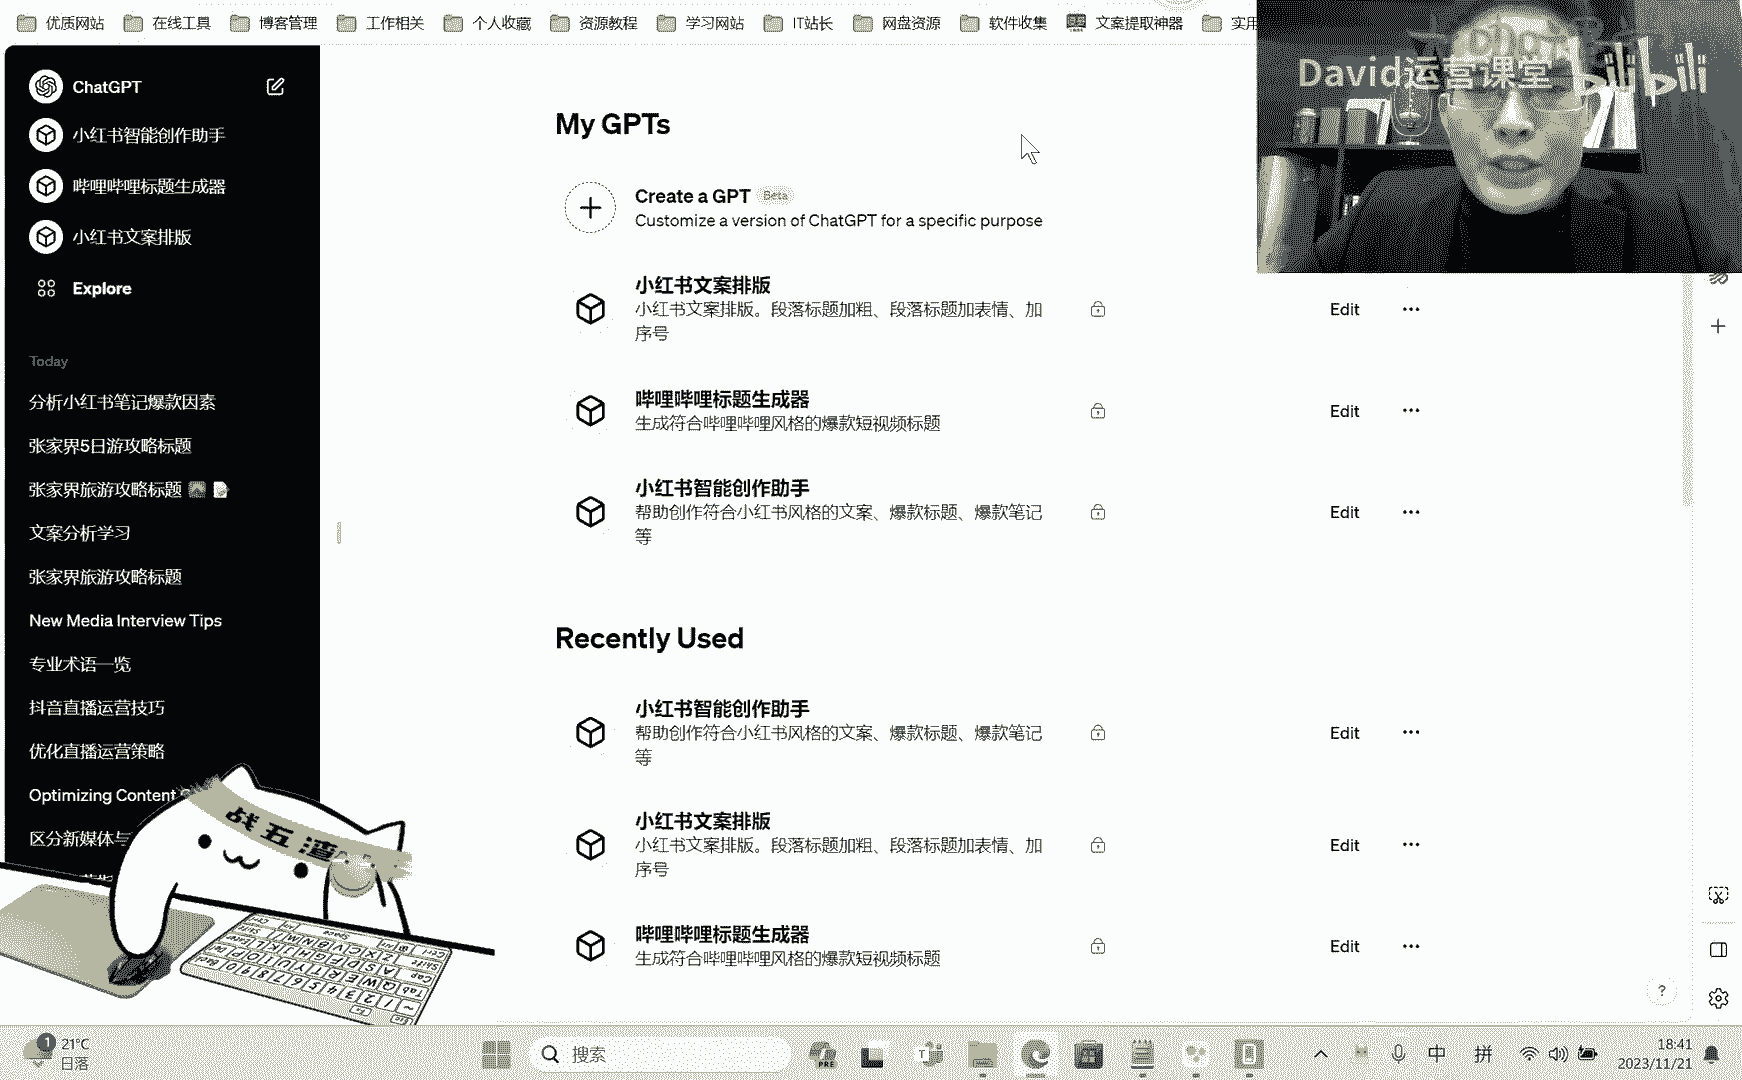 优质网站
在线工具
博客管理
工作相关
个人收藏
资源教程
学习网站
IT站长
网盘资源
软件收集
文案提取神器
实用
David运营课堂
bilibili
ChatGPT
小红书智能创作助手
哔哩哔哩标题生成器
小红书文案排版
Explore
Today
分析小红书笔记爆款因素
张家界5日游攻略标题
张家界旅游攻略标题
文案分析学习
张家界旅游攻略标题
New Media Interview Tips
专业术语一览
抖音直播运营技巧
优化直播运营策略
Optimizing Content
区分新媒体与
战五渣
My GPTs
Create a GPT Beta
Customize a version of ChatGPT for a specific purpose
小红书文案排版
小红书文案排版。段落标题加粗、段落标题加表情、加
序号
Edit
哔哩哔哩标题生成器
生成符合哔哩哔哩风格的爆款短视频标题
Edit
小红书智能创作助手
帮助创作符合小红书风格的文案、爆款标题、爆款笔记
等
Edit
Recently Used
小红书智能创作助手
帮助创作符合小红书风格的文案、爆款标题、爆款笔记
等
Edit
小红书文案排版
小红书文案排版。段落标题加粗、段落标题加表情、加
序号
Edit
哔哩哔哩标题生成器
生成符合哔哩哔哩风格的爆款短视频标题
Edit
?
1
21°C
日落
搜索
PRE
中
拼
18:41
2023/11/21